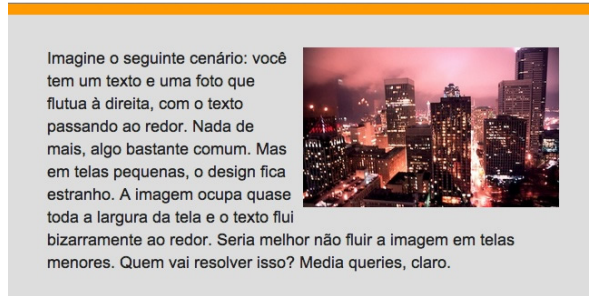 Imagine o seguinte cenário: você
tem um texto e uma foto que
flutua à direita, com o texto
passando ao redor. Nada de
mais, algo bastante comum. Mas
em telas pequenas, o design fica
estranho. A imagem ocupa quase
toda a largura da tela e o texto flui
bizarramente ao redor. Seria melhor não fluir a imagem em telas
menores. Quem vai resolver isso? Media queries, claro.